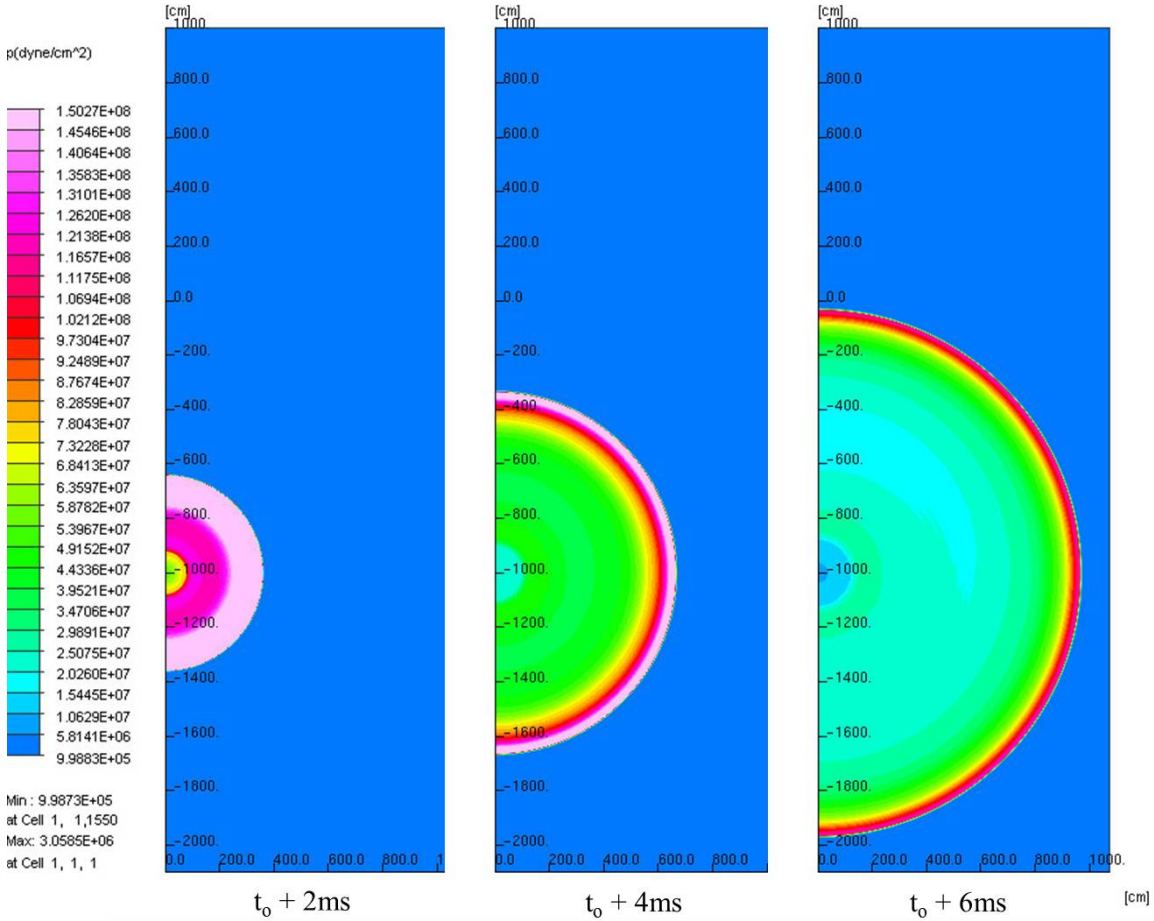 p(dyne/cm^2)
1.5027E+08
1.4546E+08
1.4064E+08
1.3583E+08
1.3101E+08
1.2620E+08
1.2138E+08
1.1657E+08
1.1175E+08
1.0694E+08
1.0212E+08
9.7304E+07
9.2489E+07
8.7674E+07
8.2859E+07
7.8043E+07
7.3228E+07
6.8413E+07
6.3597E+07
5.8782E+07
5.3967E+07
4.9152E+07
4.4336E+07
3.9521E+07
3.4706E+07
2.9891E+07
2.5075E+07
2.0260E+07
1.5445E+07
1.0629E+07
5.8141E+06
9.9883E+05
Min : 9.9873E+05
at Cell 1, 1,1550
Max: 3.0585E+06
at Cell 1, 1, 1
[cm]
1000.
800.0
600.0
400.0
200.0
0.0
-200.
-400.
-600.
-800.
-1000.
-1200.
-1400.
-1600.
-1800.
-2000.
0.0 200.0 400.0 600.0 800.0 1
to + 2ms
[cm]
1000.
800.0
600.0
400.0
200.0
0.0
-200.
-400.
-600.
-800.
-1000.
-1200.
-1400.
-1600.
-1800.
-2000.
0.0 200.0 400.0 600.0 800.0
to + 4ms
[cm]
1000.
800.0
600.0
400.0
200.0
0.0
-200.
-400.
-600.
-800.
-1000.
-1200.
-1400.
-1600.
-1800.
-2000.
0.0 200.0 400.0 600.0 800.0 1000.
to + 6ms
[cm]